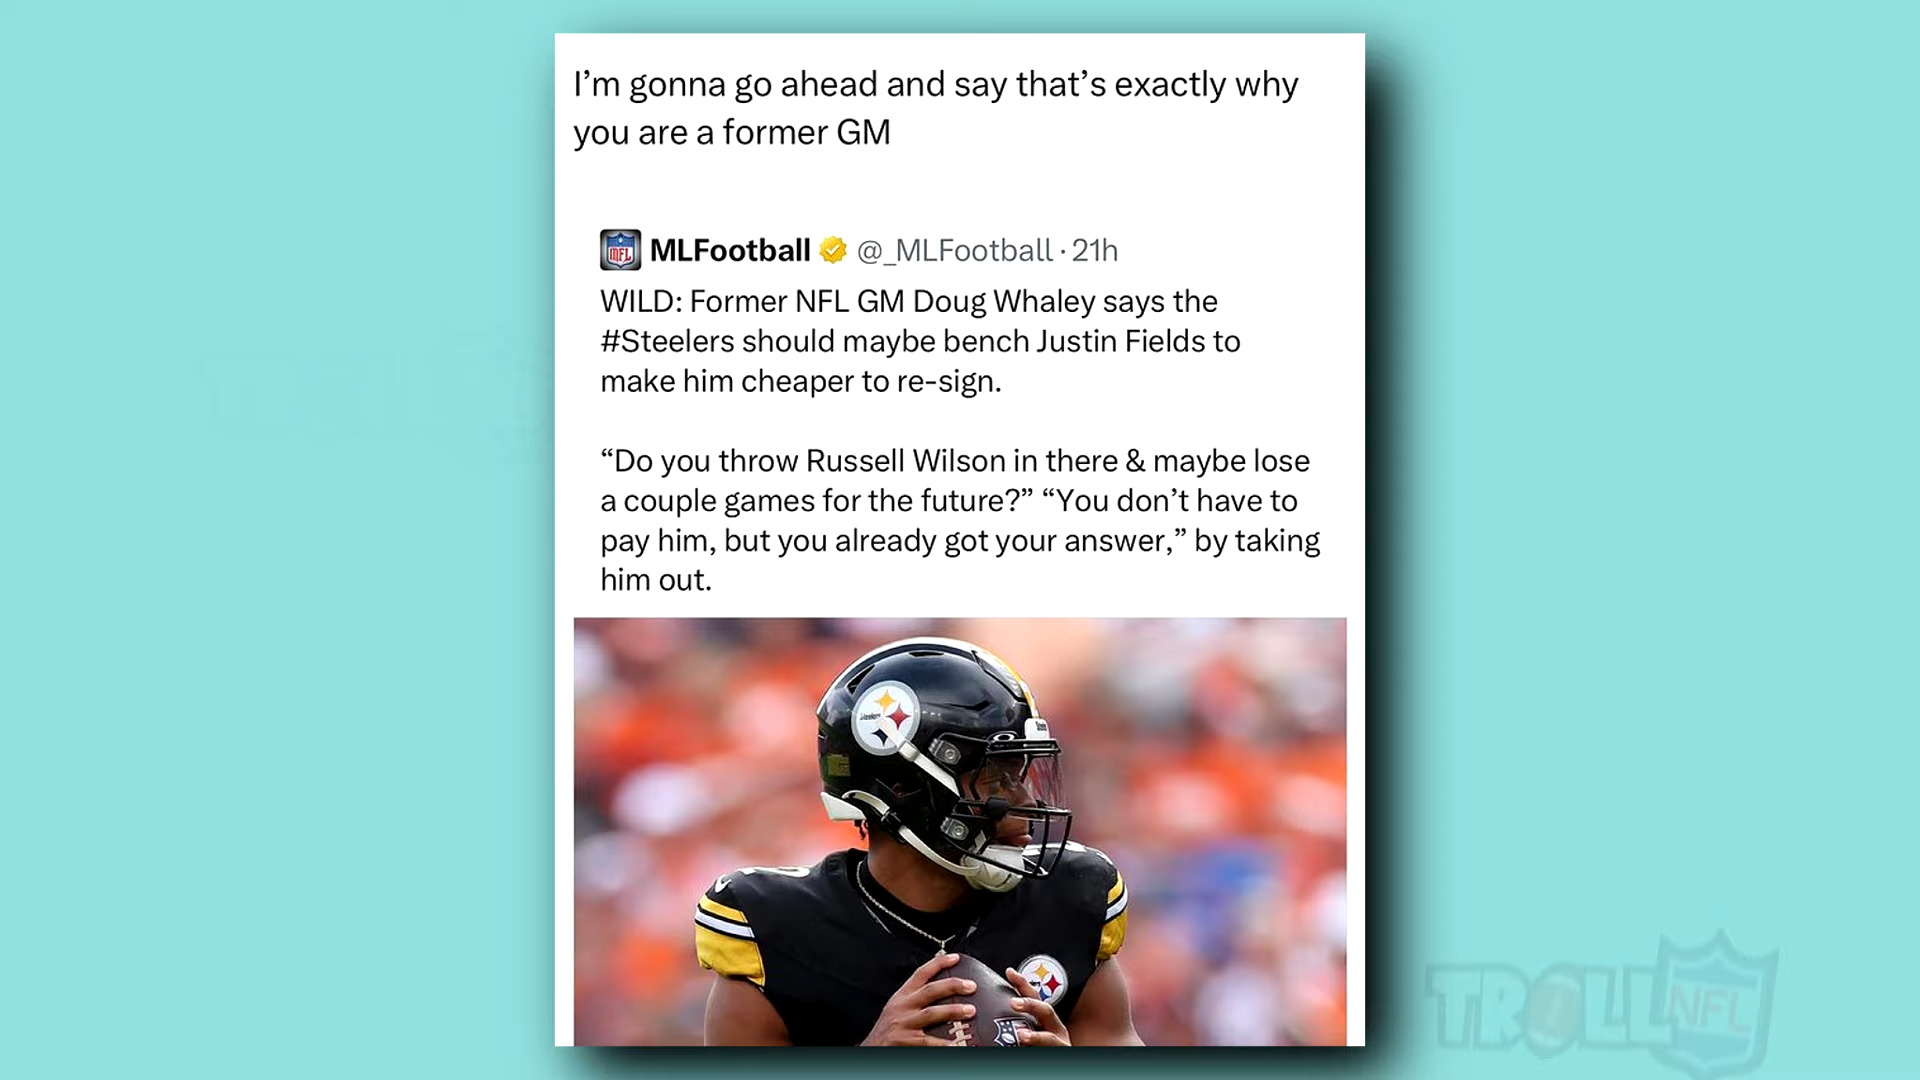 I’m gonna go ahead and say that’s exactly why
you are a former GM
MFL
MLFootball @_MLFootball · 21h
WILD: Former NFL GM Doug Whaley says the
#Steelers should maybe bench Justin Fields to
make him cheaper to re-sign.
“Do you throw Russell Wilson in there & maybe lose
a couple games for the future?” “You don’t have to
pay him, but you already got your answer,” by taking
him out.
Steelers
TROLL NFL